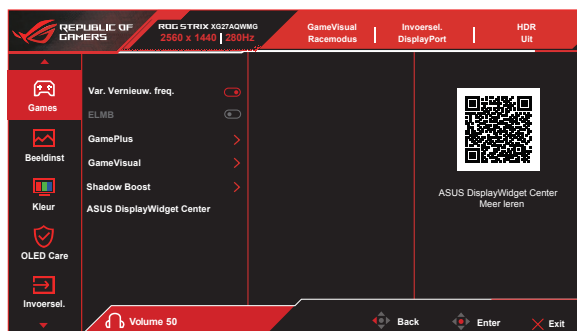 REPUBLIC OF
GAMERS
ROG STRIX XG27AQWMG
2560 x 1440 280Hz
GameVisual
Racemodus
Invoersel.
DisplayPort
HDR
Uit
Games
Beeldinst
Kleur
OLED Care
Invoersel.
Var. Vernieuw. freq.
ELMB
GamePlus
GameVisual
Shadow Boost
ASUS DisplayWidget Center
ASUS DisplayWidget Center
Meer leren
Volume 50
Back
Enter
Exit